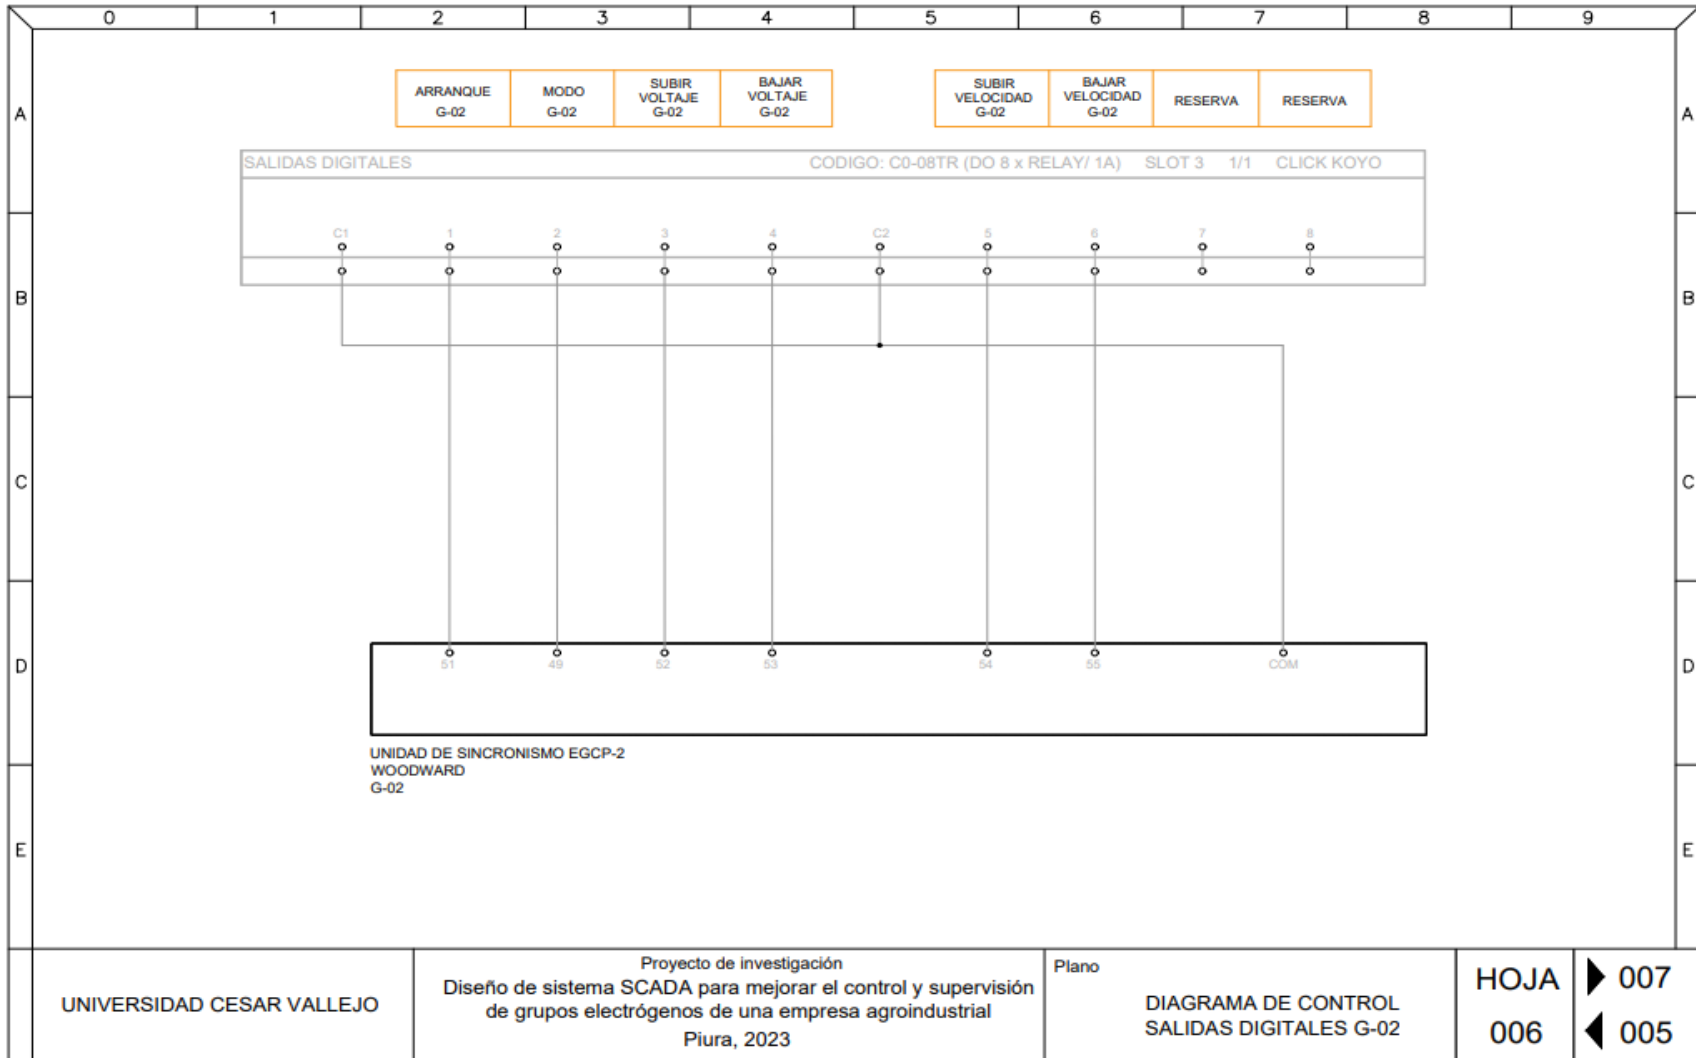 0 1 2 3 4 5 6 7 8 9
ARRANQUE
G-02
MODO
G-02
SUBIR
VOLTAJE
G-02
BAJAR
VOLTAJE
G-02
SUBIR
VELOCIDAD
G-02
BAJAR
VELOCIDAD
G-02
RESERVA
RESERVA
A A
SALIDAS DIGITALES CODIGO: C0-08TR (DO 8 x RELAY/ 1A) SLOT 3 1/1 CLICK KOYO
C1 1 2 3 4 C2 5 6 7 8
B B
C C
51 49 52 53 54 55 COM
D D
UNIDAD DE SINCRONISMO EGCP-2
WOODWARD
G-02
E E
UNIVERSIDAD CESAR VALLEJO
Proyecto de investigación
Diseño de sistema SCADA para mejorar el control y supervisión
de grupos electrógenos de una empresa agroindustrial
Piura, 2023
Plano
DIAGRAMA DE CONTROL
SALIDAS DIGITALES G-02
HOJA
006
007
005